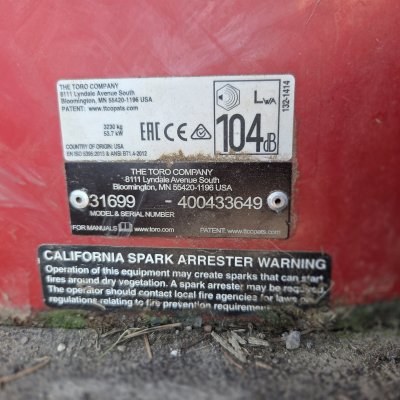 THE TORO COMPANY
8111 Lyndale Avenue South
Bloomington, MN 55420-1196 USA
PATENT: www.ttcopats.com
3230 kg
53.7 kW
EAC CE
104dB
LWA
132-1414
COUNTRY OF ORIGIN: USA
EN ISO 5395:2013 & ANSI B71.4-2012
THE TORO COMPANY
8111 Lyndale Avenue South
Bloomington, MN 55420-1196 USA
31699 - 400433649
MODEL & SERIAL NUMBER
FOR MANUALS www.toro.com PATENT: www.ttcopats.com
CALIFORNIA SPARK ARRESTER WARNING
Operation of this equipment may create sparks that can start
fires around dry vegetation. A spark arrester may be required.
The operator should contact local fire agencies for laws or
regulations relating to fire prevention requirements.